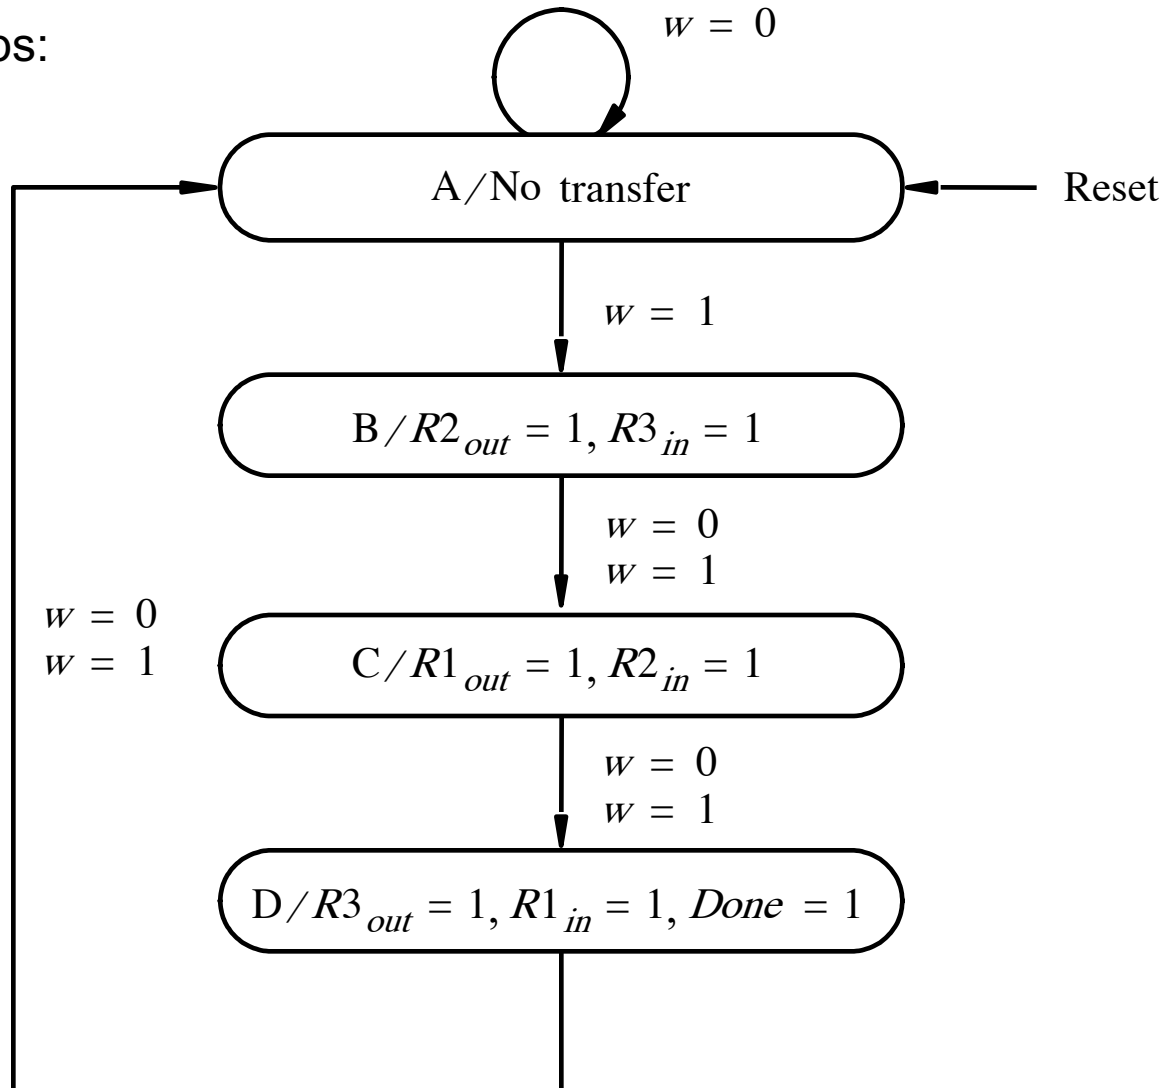 os:
w = 0
A/No transfer
Reset
w = 1
B/R2out = 1, R3in = 1
w = 0
w = 1
w = 0
w = 1
C/R1out = 1, R2in = 1
w = 0
w = 1
D/R3out = 1, R1in = 1, Done = 1